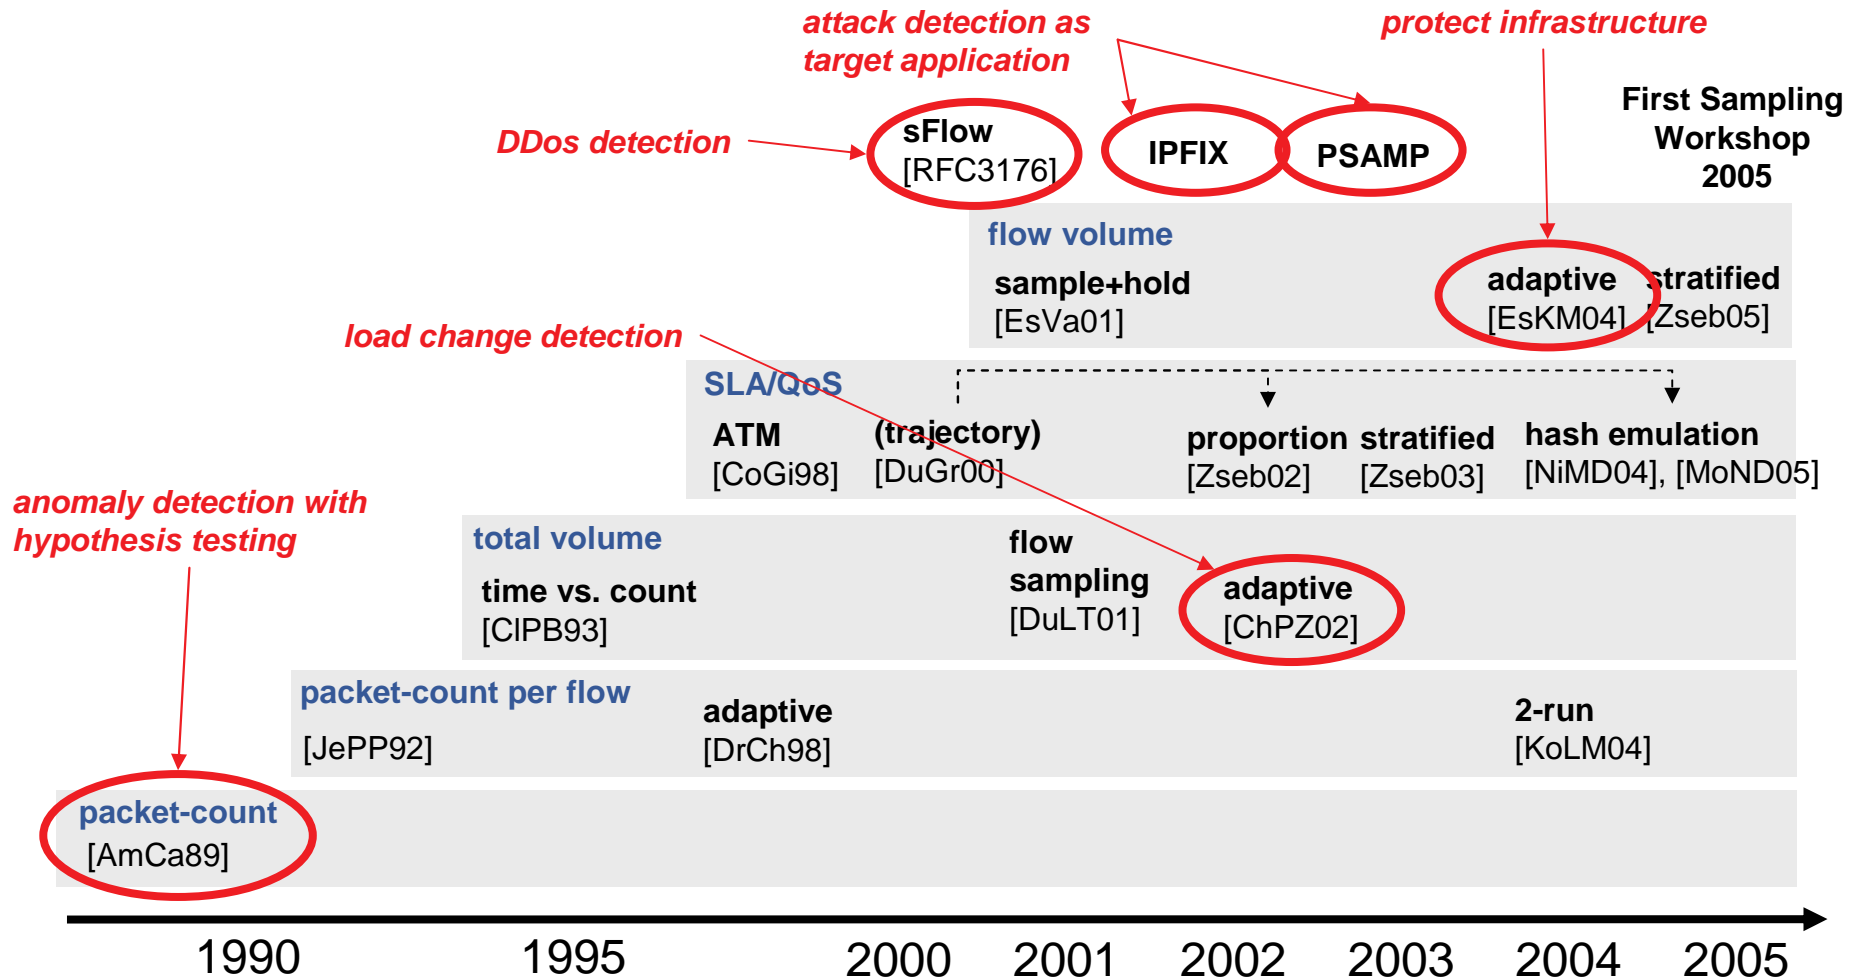 attack detection as
target application
protect infrastructure
First Sampling
Workshop
2005
DDos detection
sFlow
[RFC3176]
IPFIX
PSAMP
flow volume
sample+hold
[EsVa01]
adaptive
[EsKM04]
stratified
[Zseb05]
load change detection
SLA/QoS
ATM
[CoGi98]
(trajectory)
[DuGr00]
proportion
[Zseb02]
stratified
[Zseb03]
hash emulation
[NiMD04], [MoND05]
anomaly detection with
hypothesis testing
total volume
time vs. count
[ClPB93]
flow
sampling
[DuLT01]
adaptive
[ChPZ02]
packet-count per flow
[JePP92]
adaptive
[DrCh98]
2-run
[KoLM04]
packet-count
[AmCa89]
1990 1995 2000 2001 2002 2003 2004 2005